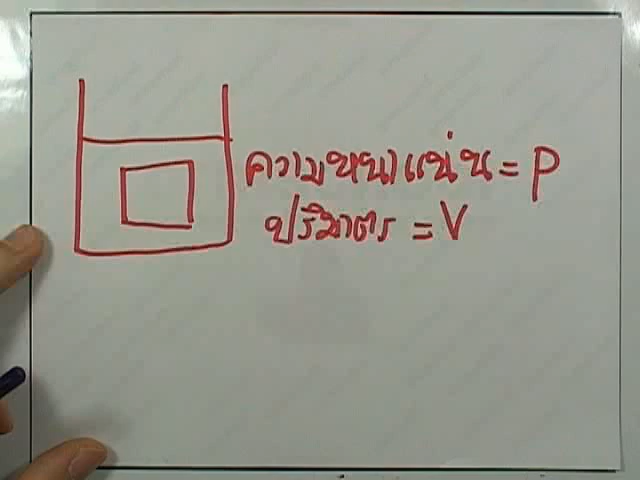 ความหนาแน่น = ρ
ปริมาตร = V